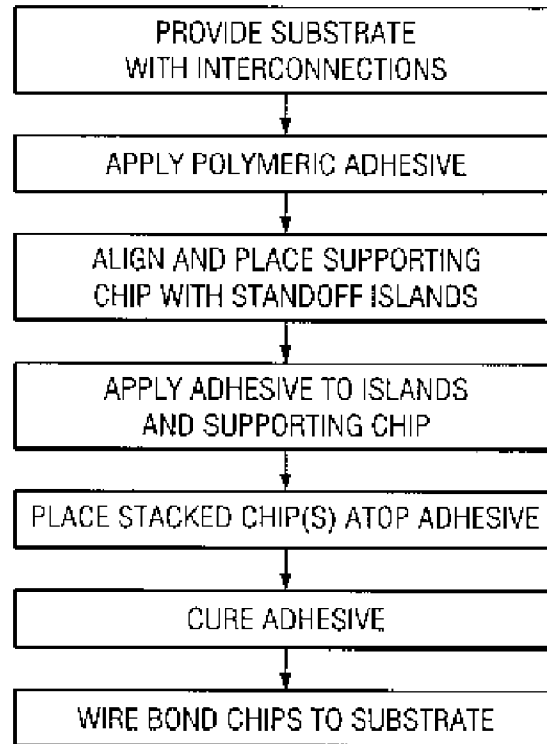 PROVIDE SUBSTRATE
WITH INTERCONNECTIONS
APPLY POLYMERIC ADHESIVE
ALIGN AND PLACE SUPPORTING
CHIP WITH STANDOFF ISLANDS
APPLY ADHESIVE TO ISLANDS
AND SUPPORTING CHIP
PLACE STACKED CHIP(S) ATOP ADHESIVE
CURE ADHESIVE
WIRE BOND CHIPS TO SUBSTRATE